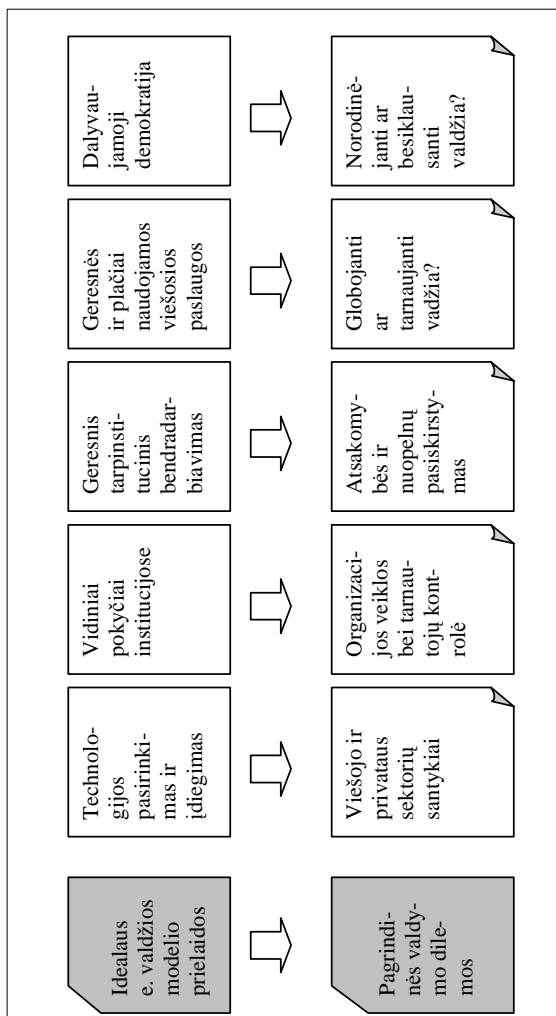 Idealaus
e. valdžios
modelio
prielaidos
Technolo-
gijos
pasirinki-
mas ir
įdiegimas
Vidiniai
pokyčiai
institucijose
Geresnis
tarpinsti-
tucinis
bendradar-
biavimas
Geresnės
ir plačiai
naudojamos
viešosios
paslaugos
Dalyvau-
jamoji
demokratija
Pagrindi-
nės valdy-
mo dile-
mos
Viešojo ir
privataus
sektorių
santykiai
Organizaci-
jos veiklos
bei tarnau-
tojų kont-
rolė
Atsakomy-
bės ir
nuopelnų
pasiskirsty-
mas
Globojanti
ar
tarnaujanti
vadžia?
Norodinė-
janti ar
besiklau-
santi
valdžia?